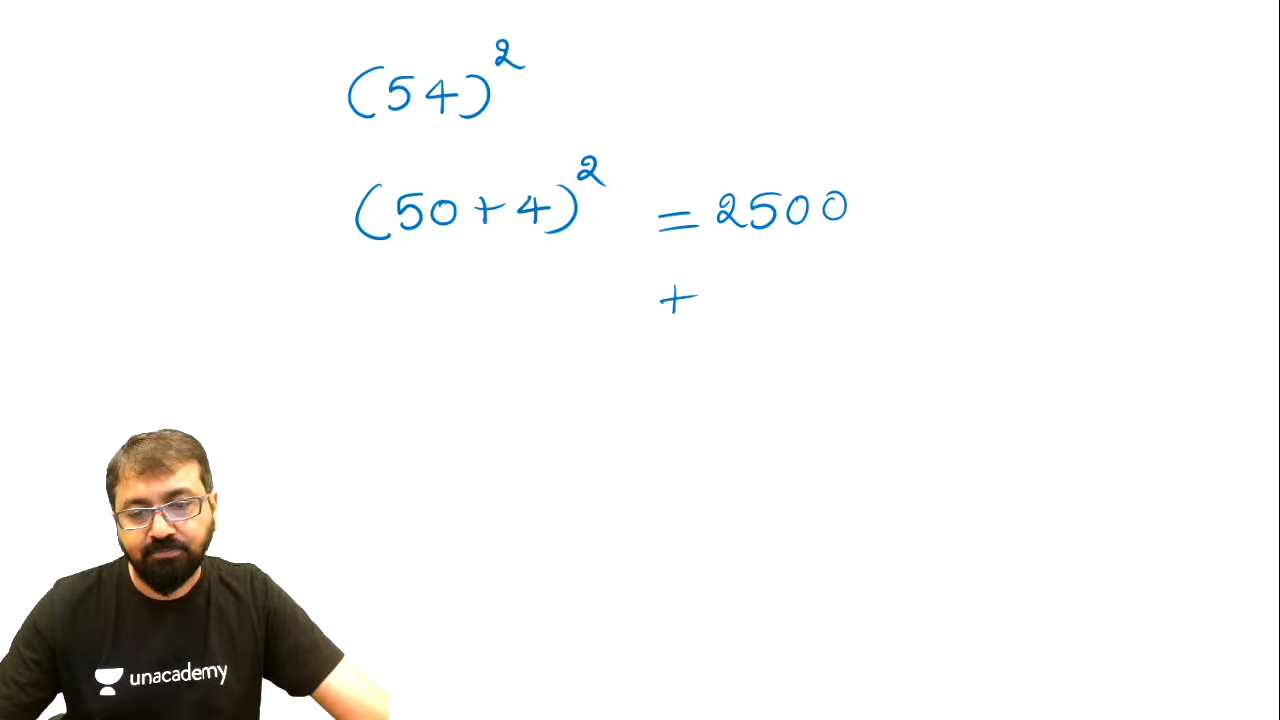 (54)²
(50+4)² = 2500
+
unacademy